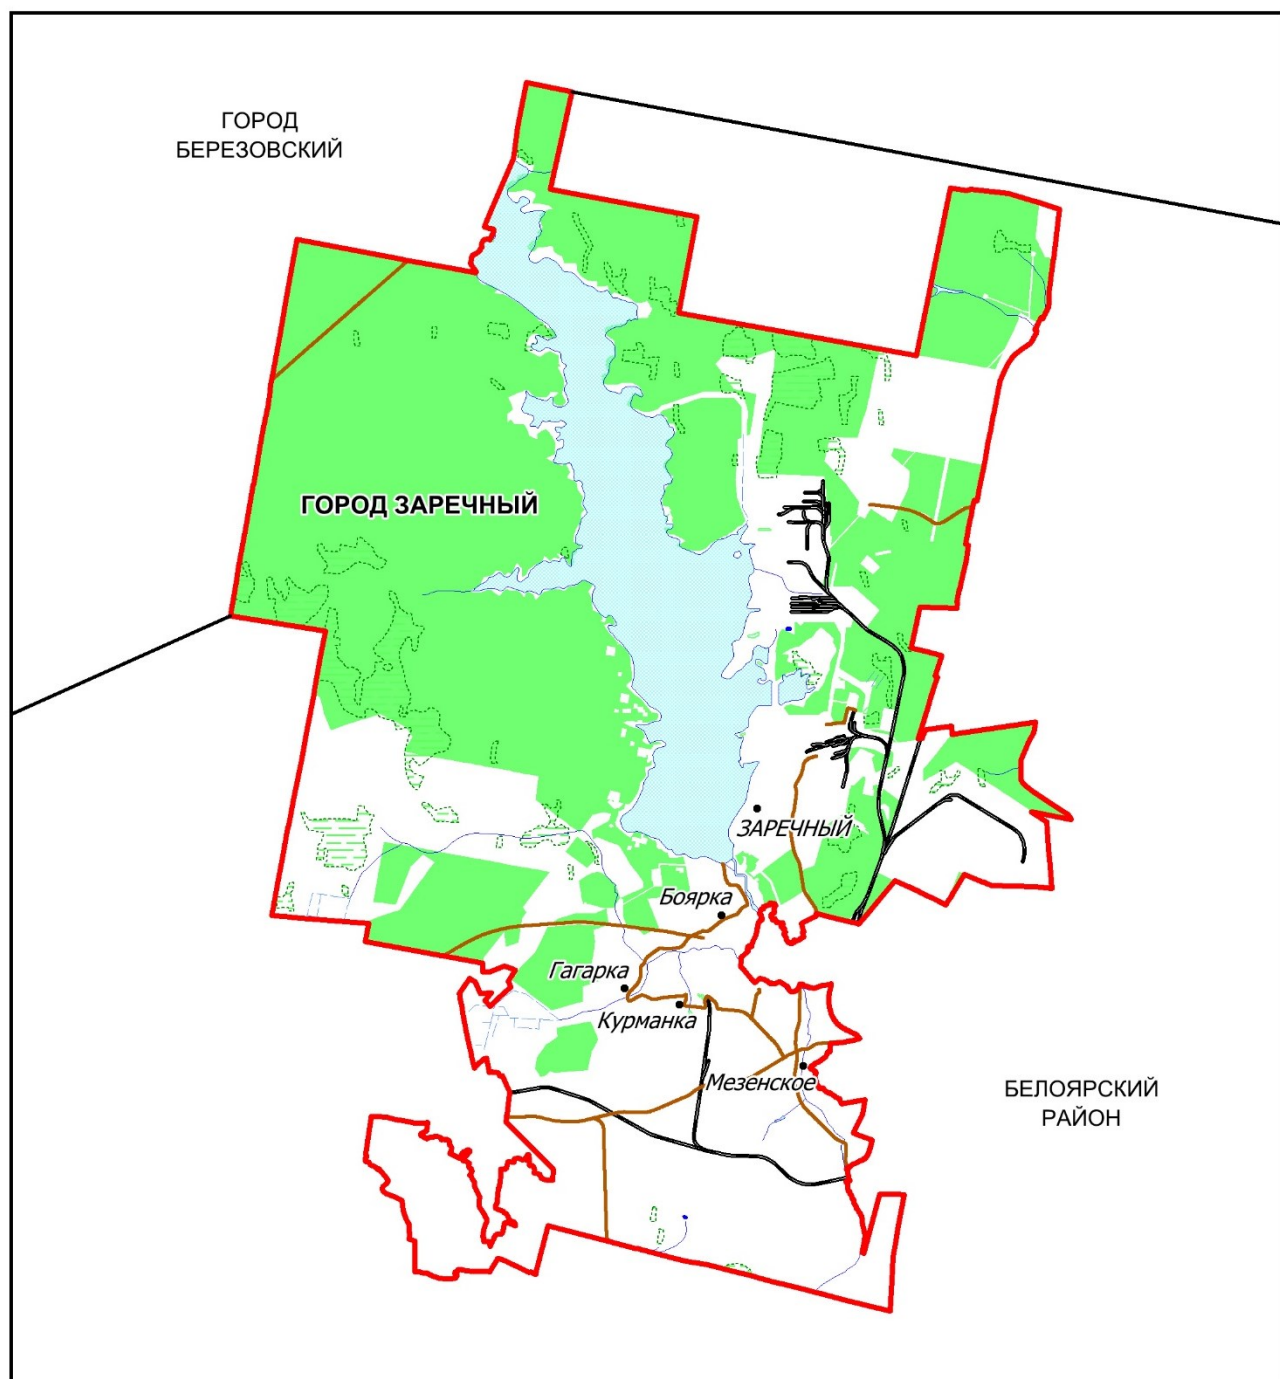 ГОРОД
БЕРЕЗОВСКИЙ
ГОРОД ЗАРЕЧНЫЙ
ЗАРЕЧНЫЙ
Боярка
Гагарка
Курманка
Мезенское
БЕЛОЯРСКИЙ
РАЙОН